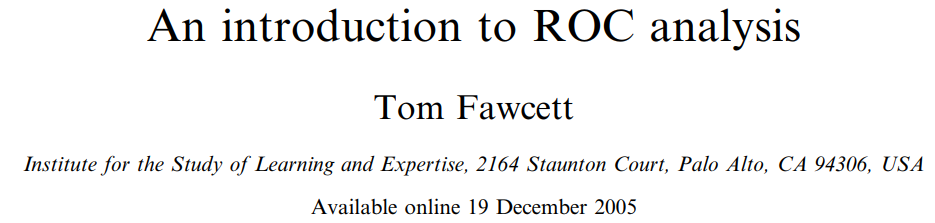 An introduction to ROC analysis
Tom Fawcett
Institute for the Study of Learning and Expertise, 2164 Staunton Court, Palo Alto, CA 94306, USA
Available online 19 December 2005